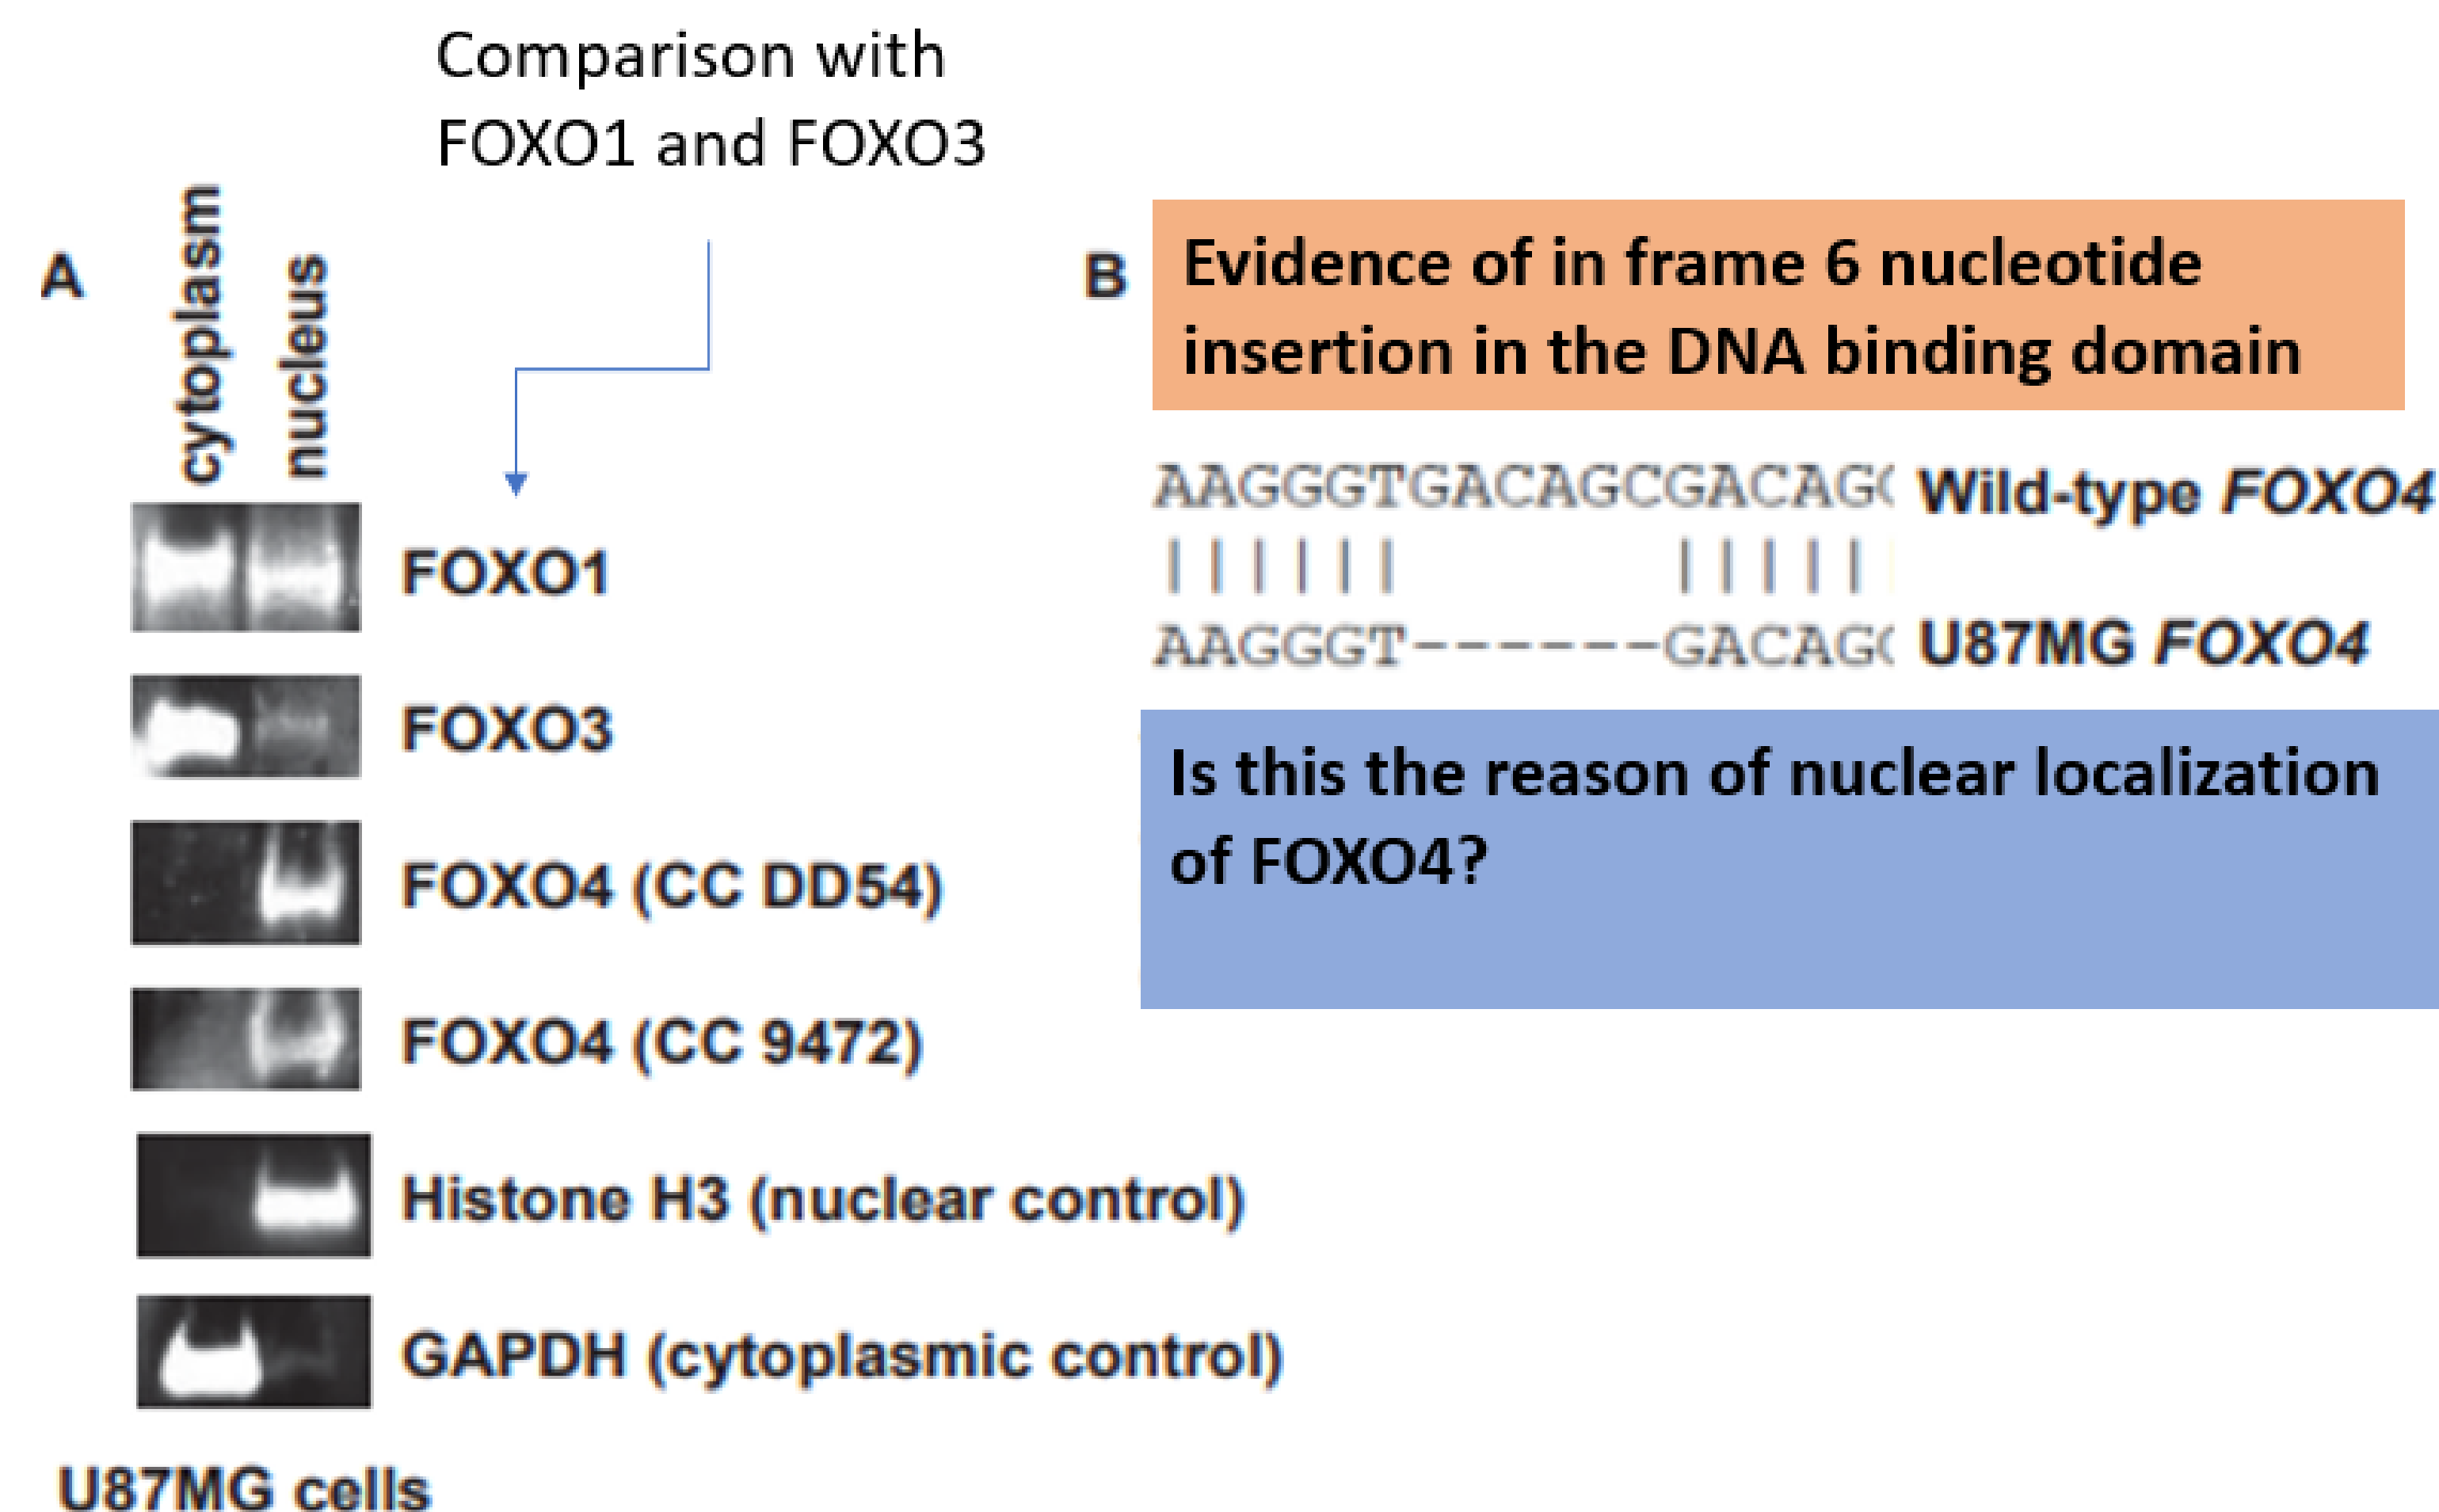 Comparison with
FOXO1 and FOXO3
A
cytoplasm
nucleus
FOXO1
FOXO3
FOXO4 (CC DD54)
FOXO4 (CC 9472)
Histone H3 (nuclear control)
GAPDH (cytoplasmic control)
U87MG cells
B
Evidence of in frame 6 nucleotide
insertion in the DNA binding domain
AAGGGTGACAGCGACAG Wild-type FOXO4
AAGGGT------GACAG U87MG FOXO4
Is this the reason of nuclear localization
of FOXO4?